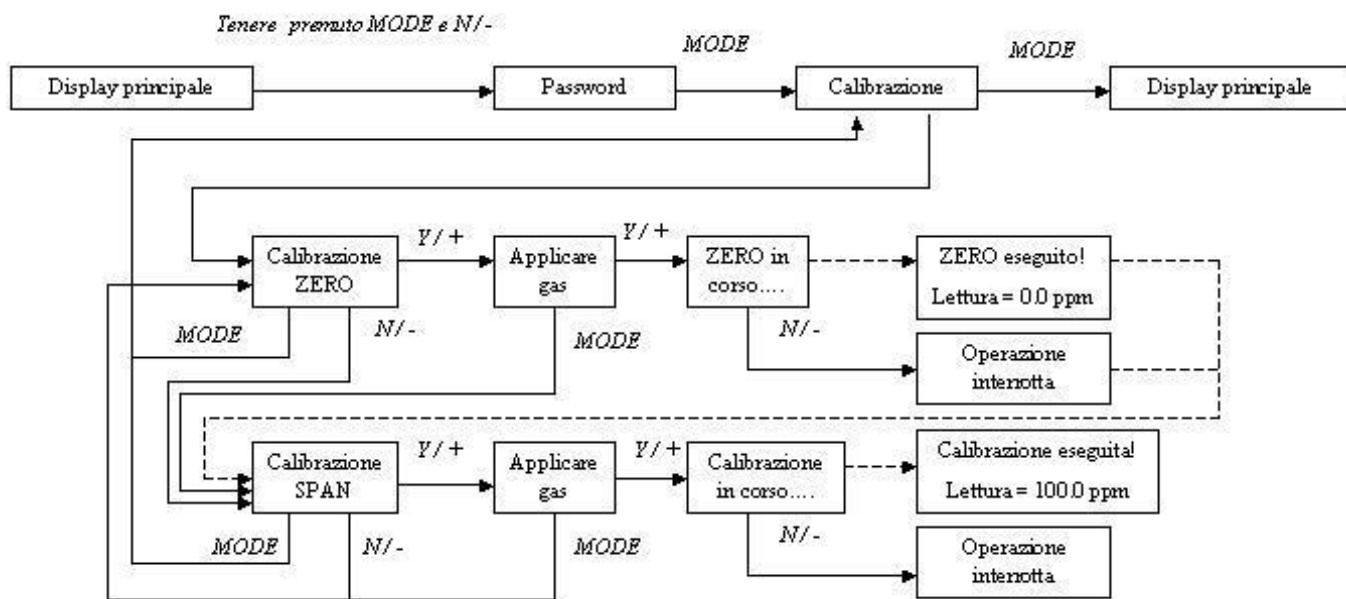 Tenere premuto MODE e N/-
MODE
MODE
Display principale
Password
Calibrazione
Display principale
Calibrazione
ZERO
Y/+
Applicare
gas
Y/+
ZERO in
corso....
ZERO eseguito!
Lettura = 0.0 ppm
MODE
N/-
MODE
N/-
Operazione
interrotta
Calibrazione
SPAN
Y/+
Applicare
gas
Y/+
Calibrazione
in corso....
Calibrazione eseguita!
Lettura = 100.0 ppm
MODE
N/-
MODE
N/-
Operazione
interrotta